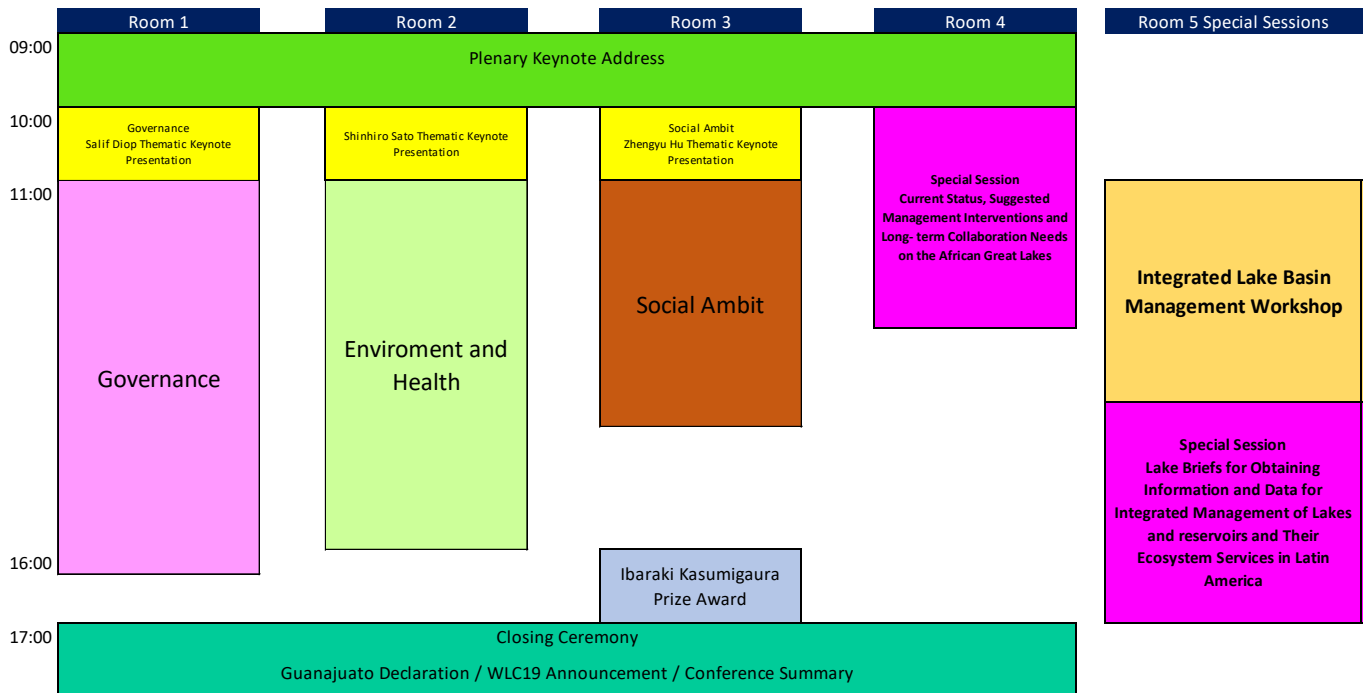 Room 1
Room 2
Room 3
Room 4
Room 5 Special Sessions
09:00
Plenary Keynote Address
10:00
Governance
Salif Diop Thematic Keynote
Presentation
Shinhiro Sato Thematic Keynote
Presentation
Social Ambit
Zhengyu Hu Thematic Keynote
Presentation
Special Session
Current Status, Suggested
Management Interventions and
Long- term Collaboration Needs
on the African Great Lakes
11:00
Governance
Enviroment and
Health
Social Ambit
Integrated Lake Basin
Management Workshop
Special Session
Lake Briefs for Obtaining
Information and Data for
Integrated Management of Lakes
and reservoirs and Their
Ecosystem Services in Latin
America
16:00
Ibaraki Kasumigaura
Prize Award
17:00
Closing Ceremony
Guanajuato Declaration / WLC19 Announcement / Conference Summary